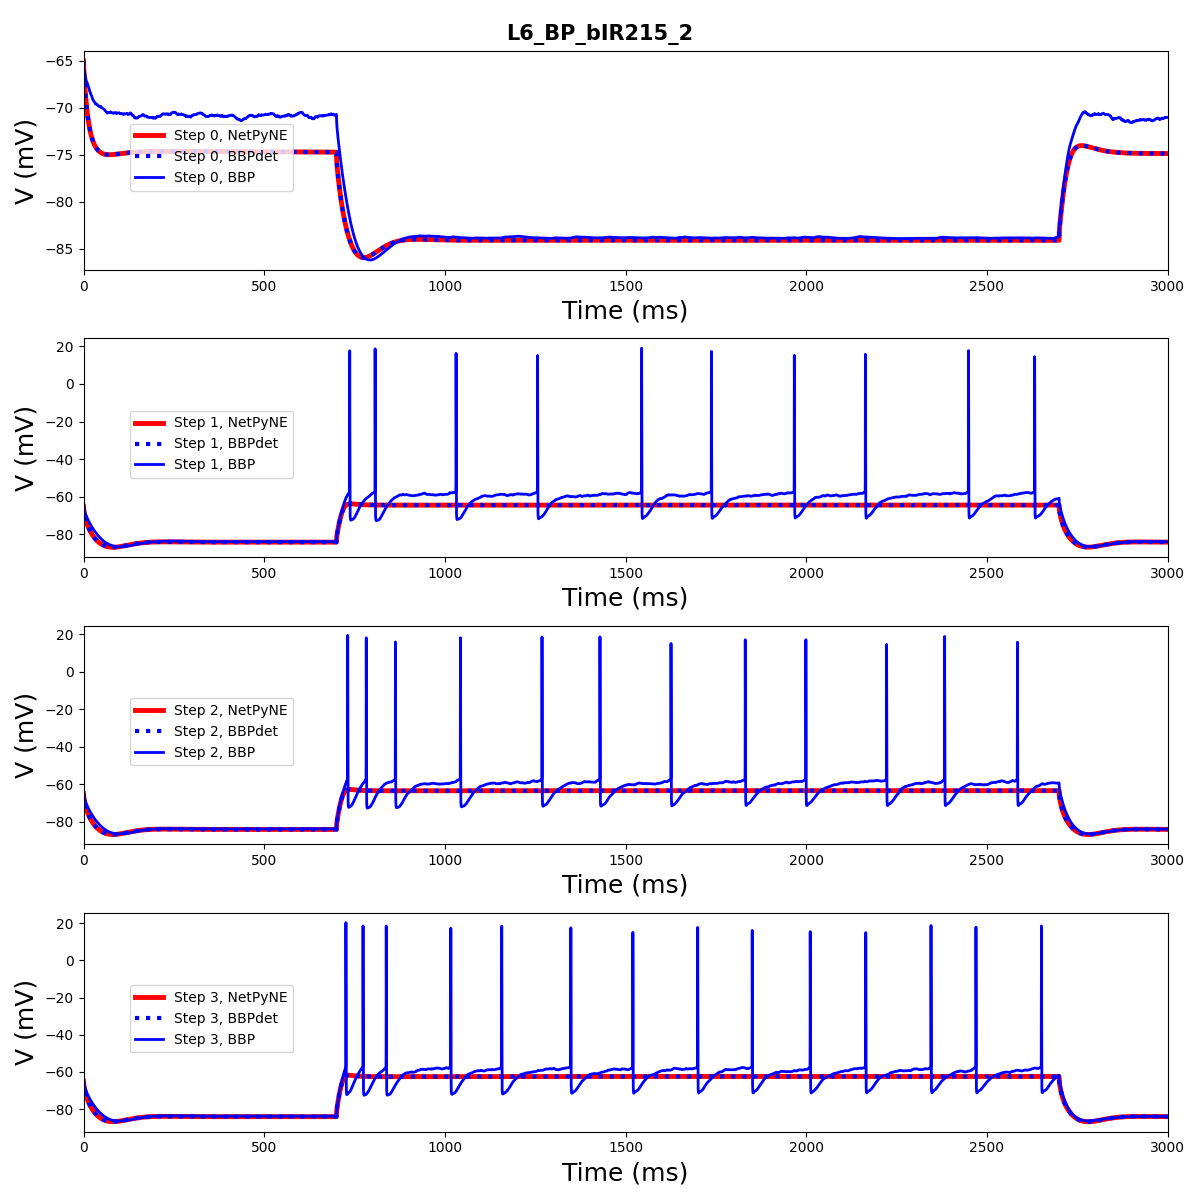 L6_BP_bIR215_2
−65
−70
−75
−80
−85
V (mV)
Step 0, NetPyNE
Step 0, BBPdet
Step 0, BBP
0 500 1000 1500 2000 2500 3000
Time (ms)
20
0
−20
−40
−60
−80
V (mV)
Step 1, NetPyNE
Step 1, BBPdet
Step 1, BBP
0 500 1000 1500 2000 2500 3000
Time (ms)
20
0
−20
−40
−60
−80
V (mV)
Step 2, NetPyNE
Step 2, BBPdet
Step 2, BBP
0 500 1000 1500 2000 2500 3000
Time (ms)
20
0
−20
−40
−60
−80
V (mV)
Step 3, NetPyNE
Step 3, BBPdet
Step 3, BBP
0 500 1000 1500 2000 2500 3000
Time (ms)